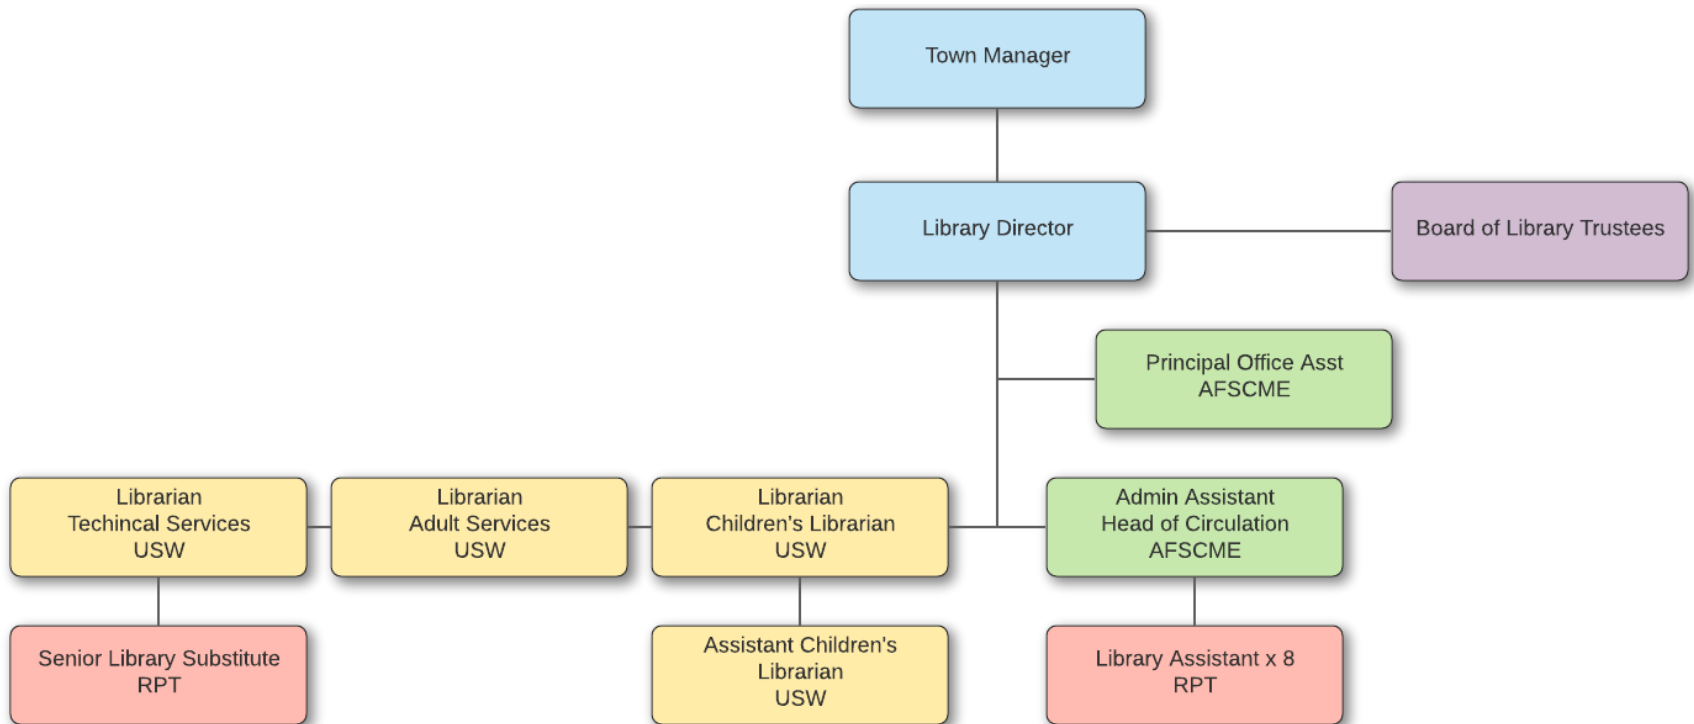 Town Manager
Library Director
Board of Library Trustees
Principal Office Asst
AFSCME
Librarian
Techincal Services
USW
Librarian
Adult Services
USW
Librarian
Children's Librarian
USW
Admin Assistant
Head of Circulation
AFSCME
Senior Library Substitute
RPT
Assistant Children's
Librarian
USW
Library Assistant x 8
RPT